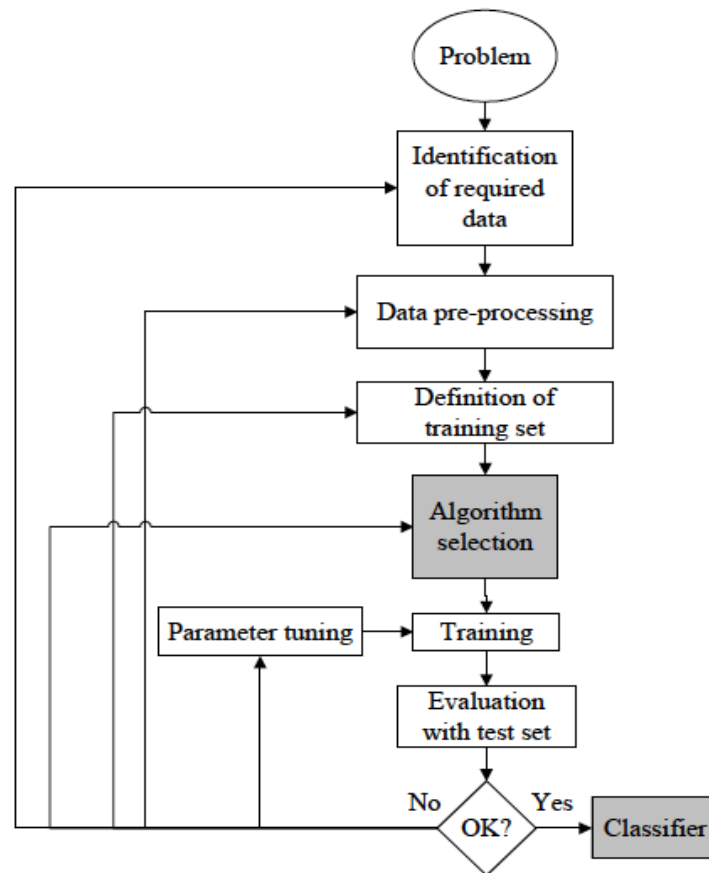 Problem
Identification
of required
data
Data pre-processing
Definition of
training set
Algorithm
selection
Parameter tuning
Training
Evaluation
with test set
No
Yes
OK?
Classifier